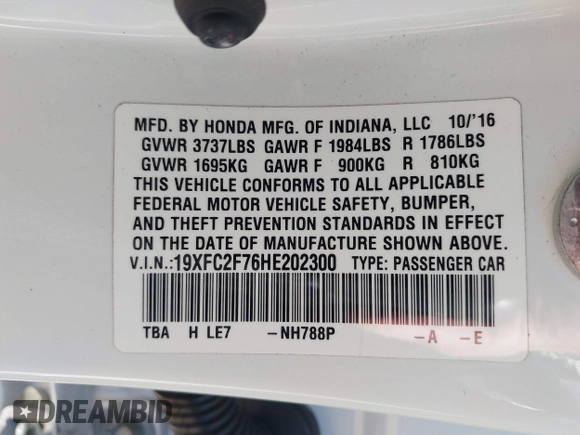 MFD. BY HONDA MFG. OF INDIANA, LLC 10/'16
GVWR 3737LBS GAWR F 1984LBS R 1786LBS
GVWR 1695KG GAWR F 900KG R 810KG
THIS VEHICLE CONFORMS TO ALL APPLICABLE
FEDERAL MOTOR VEHICLE SAFETY, BUMPER,
AND THEFT PREVENTION STANDARDS IN EFFECT
ON THE DATE OF MANUFACTURE SHOWN ABOVE.
V.I.N.:19XFC2F76HE202300 TYPE: PASSENGER CAR
TBA H LE7 -NH788P -A -E
DREAMBID